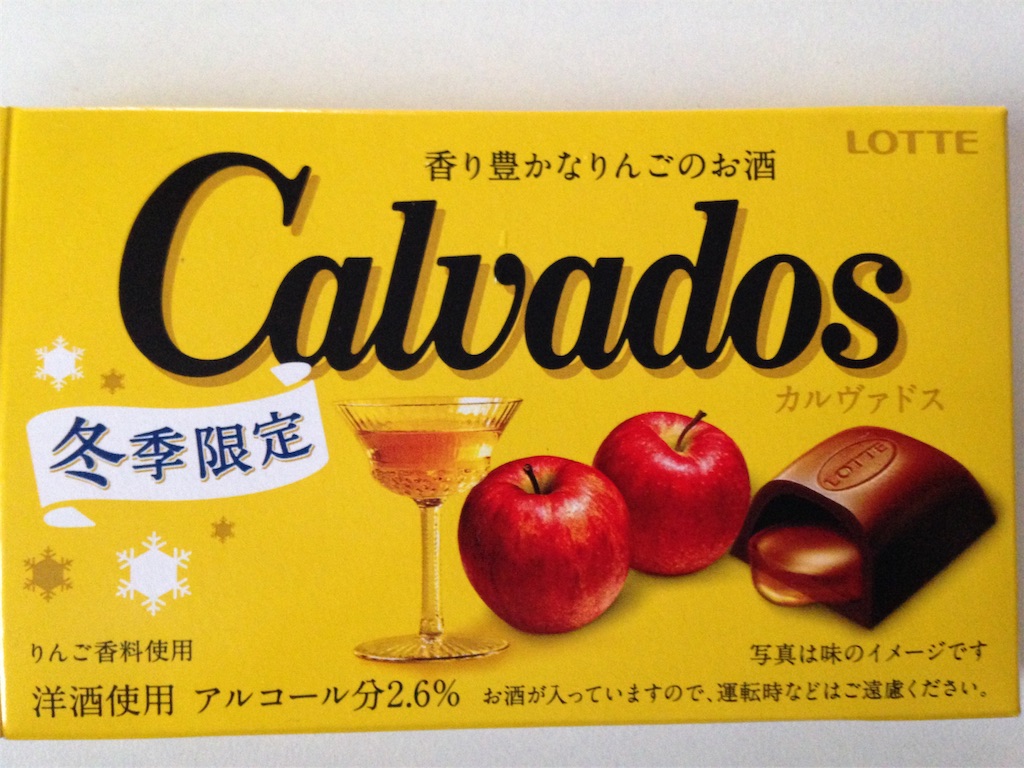 LOTTE
香り豊かなりんごのお酒
Calvados
カルヴァドス
冬季限定
LOTTE
りんご香料使用
写真は味のイメージです
洋酒使用 アルコール分2.6% お酒が入っていますので、運転時などはご遠慮ください。